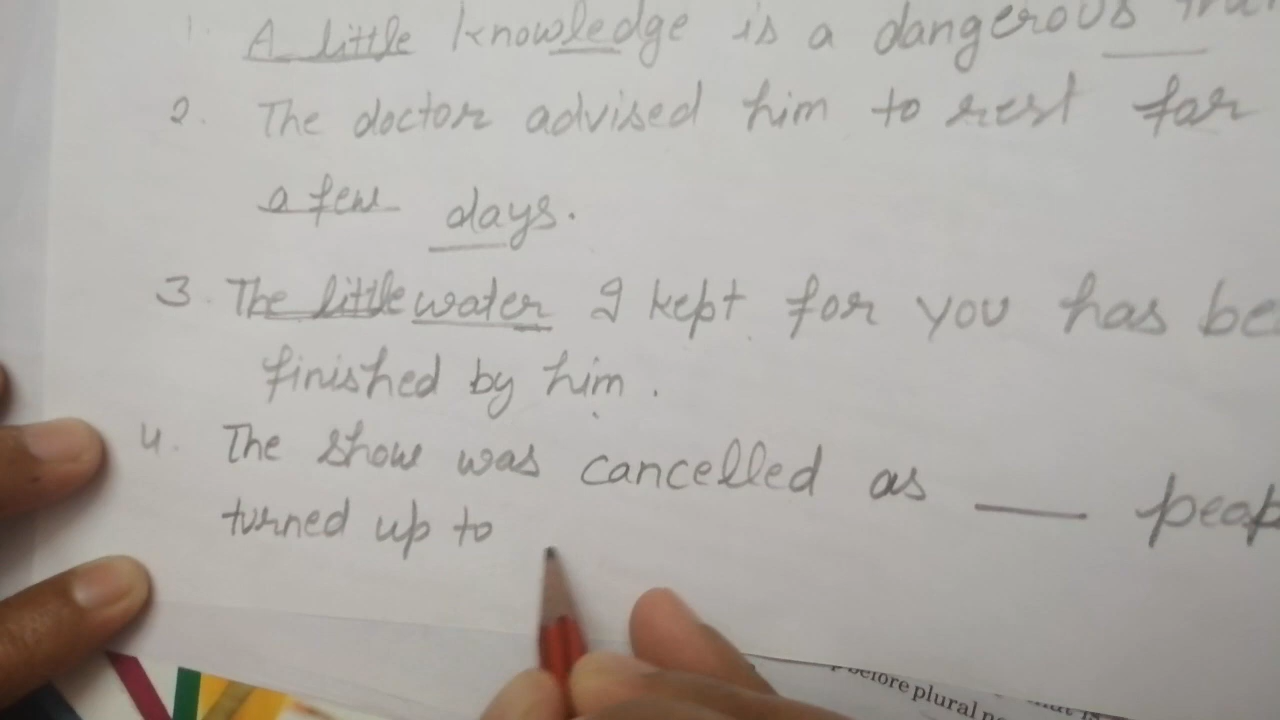 1. A little knowledge is a dangerous
2. The doctor advised him to rest for
a few days.
3. The little water I kept for you has be
finished by him.
4. The show was cancelled as ___ peop
turned up to
before plural